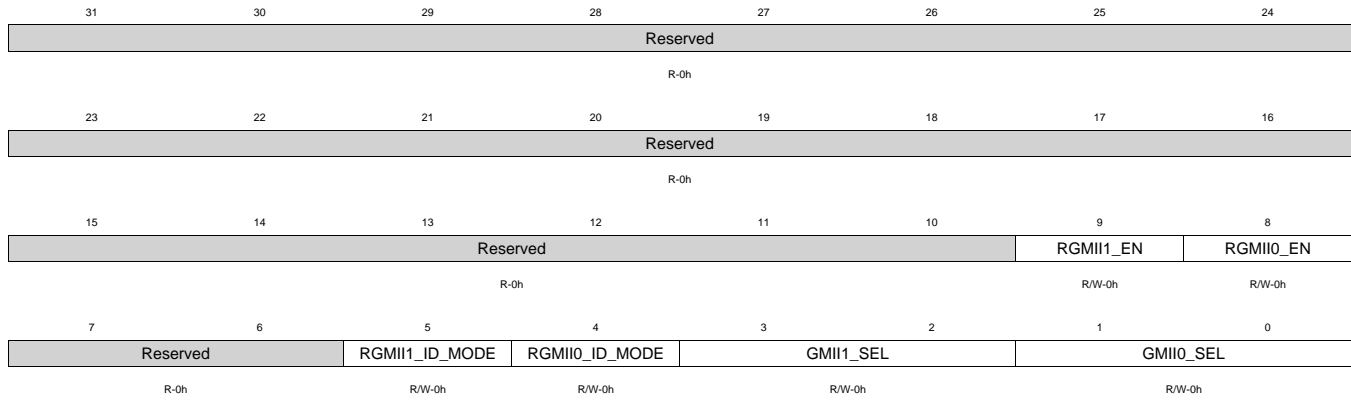 31 30 29 28 27 26 25 24
Reserved
R-0h
23 22 21 20 19 18 17 16
Reserved
R-0h
15 14 13 12 11 10 9 8
Reserved RGMII1_EN RGMII0_EN
R-0h R/W-0h R/W-0h
7 6 5 4 3 2 1 0
Reserved RGMII1_ID_MODE RGMII0_ID_MODE GMII1_SEL GMII0_SEL
R-0h R/W-0h R/W-0h R/W-0h R/W-0h